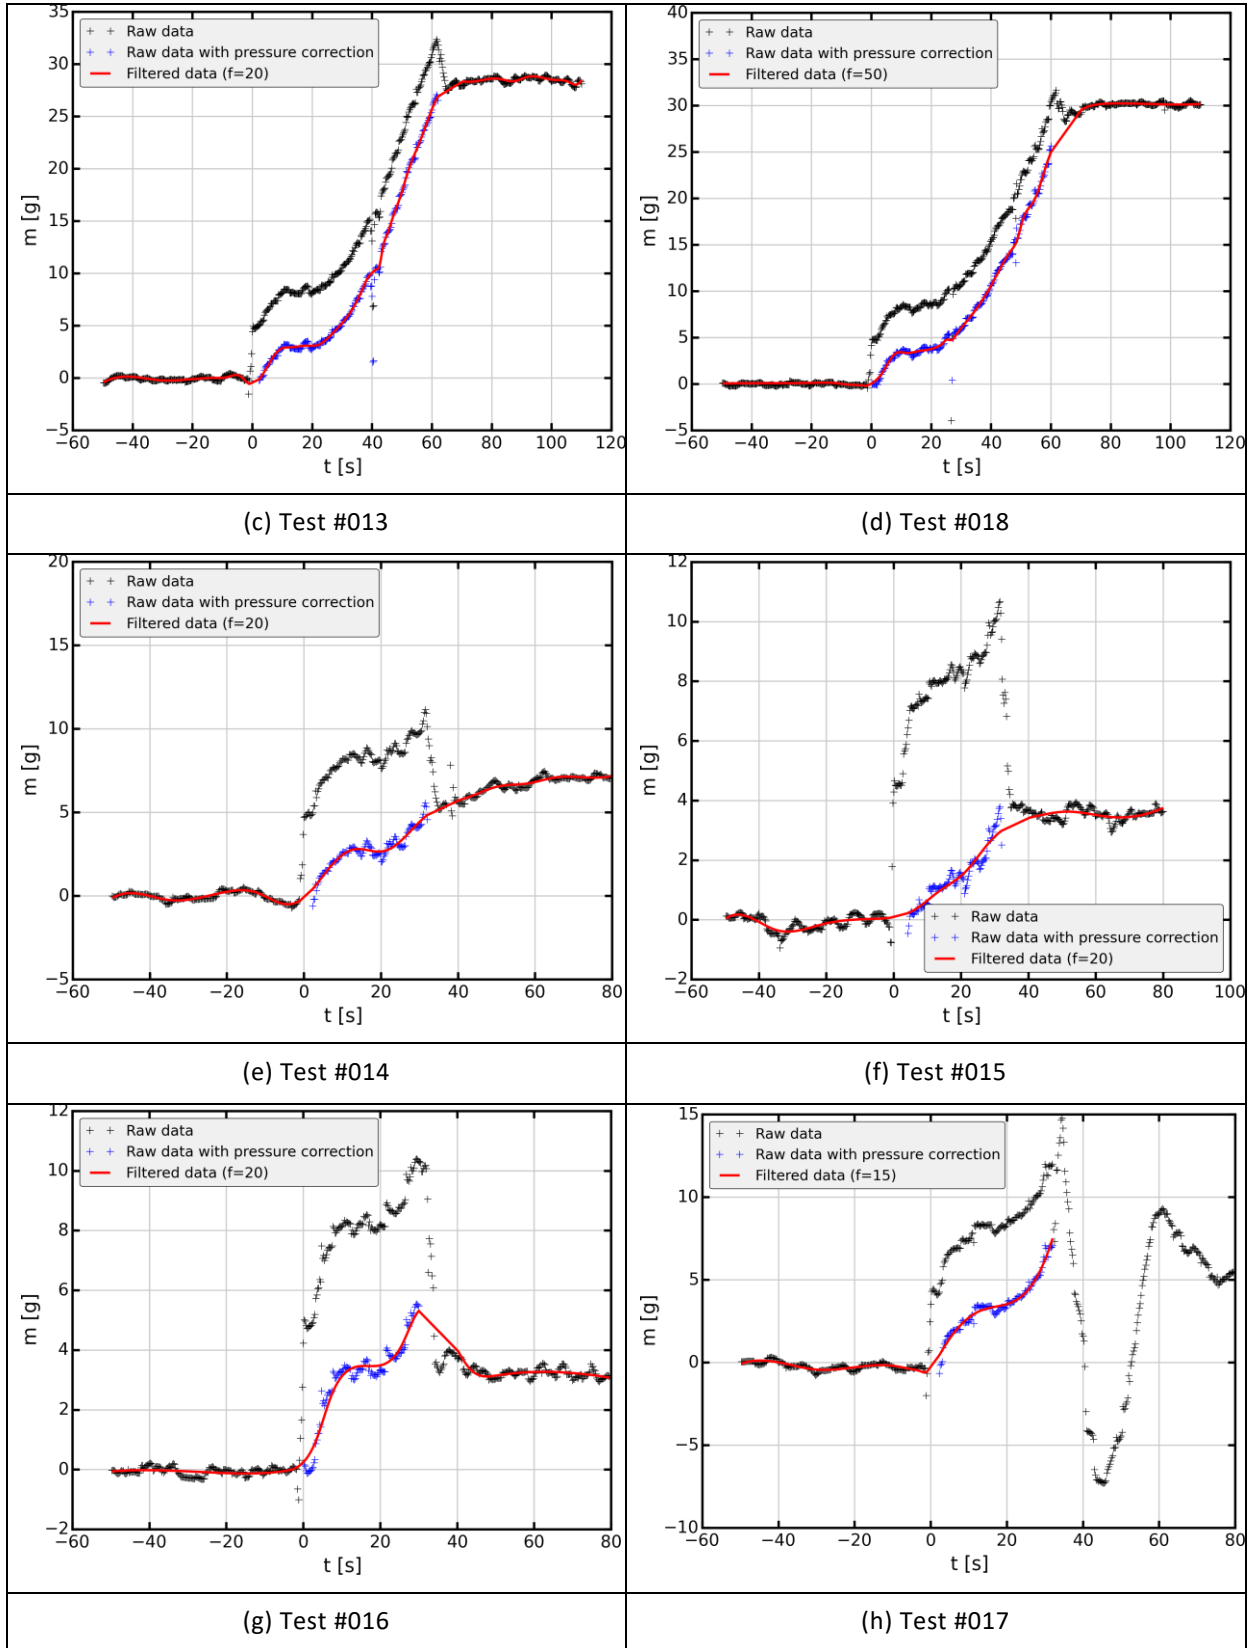 35
30
25
20
15
10
5
0
−5
m [g]
Raw data
Raw data with pressure correction
Filtered data (f=20)
−60 −40 −20 0 20 40 60 80 100 120
t [s]
(c) Test #013
40
35
30
25
20
15
10
5
0
−5
m [g]
Raw data
Raw data with pressure correction
Filtered data (f=50)
−60 −40 −20 0 20 40 60 80 100 120
t [s]
(d) Test #018
20
15
10
5
0
−5
m [g]
Raw data
Raw data with pressure correction
Filtered data (f=20)
−60 −40 −20 0 20 40 60 80
t [s]
(e) Test #014
12
10
8
6
4
2
0
−2
m [g]
Raw data
Raw data with pressure correction
Filtered data (f=20)
−60 −40 −20 0 20 40 60 80 100
t [s]
(f) Test #015
12
10
8
6
4
2
0
−2
m [g]
Raw data
Raw data with pressure correction
Filtered data (f=20)
−60 −40 −20 0 20 40 60 80
t [s]
(g) Test #016
15
10
5
0
−5
−10
m [g]
Raw data
Raw data with pressure correction
Filtered data (f=15)
−60 −40 −20 0 20 40 60 80
t [s]
(h) Test #017